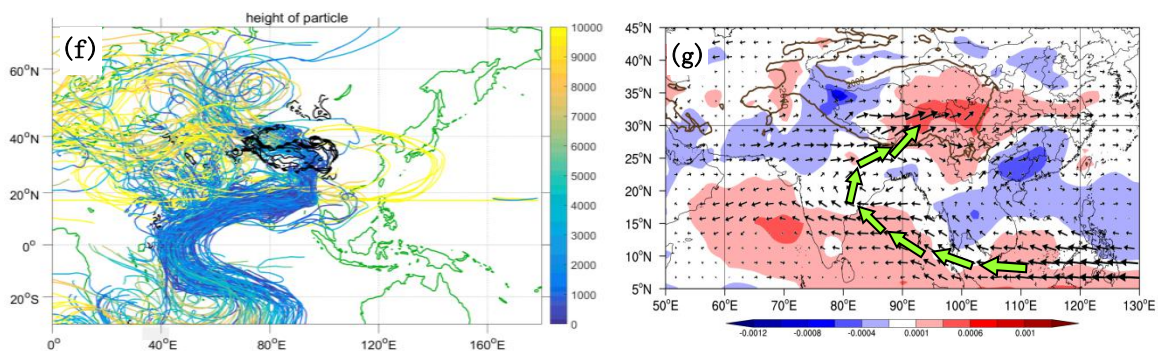 height of particle
(f)
60°N
40°N
20°N
0°
20°S
0°
40°E
80°E
120°E
160°E
10000
9000
8000
7000
6000
5000
4000
3000
2000
1000
0
(g)
45°N
40°N
35°N
30°N
25°N
20°N
15°N
10°N
5°N
50°E
60°E
70°E
80°E
90°E
100°E
110°E
120°E
130°E
-0.0012
-0.0008
-0.0004
0.0001
0.0006
0.001